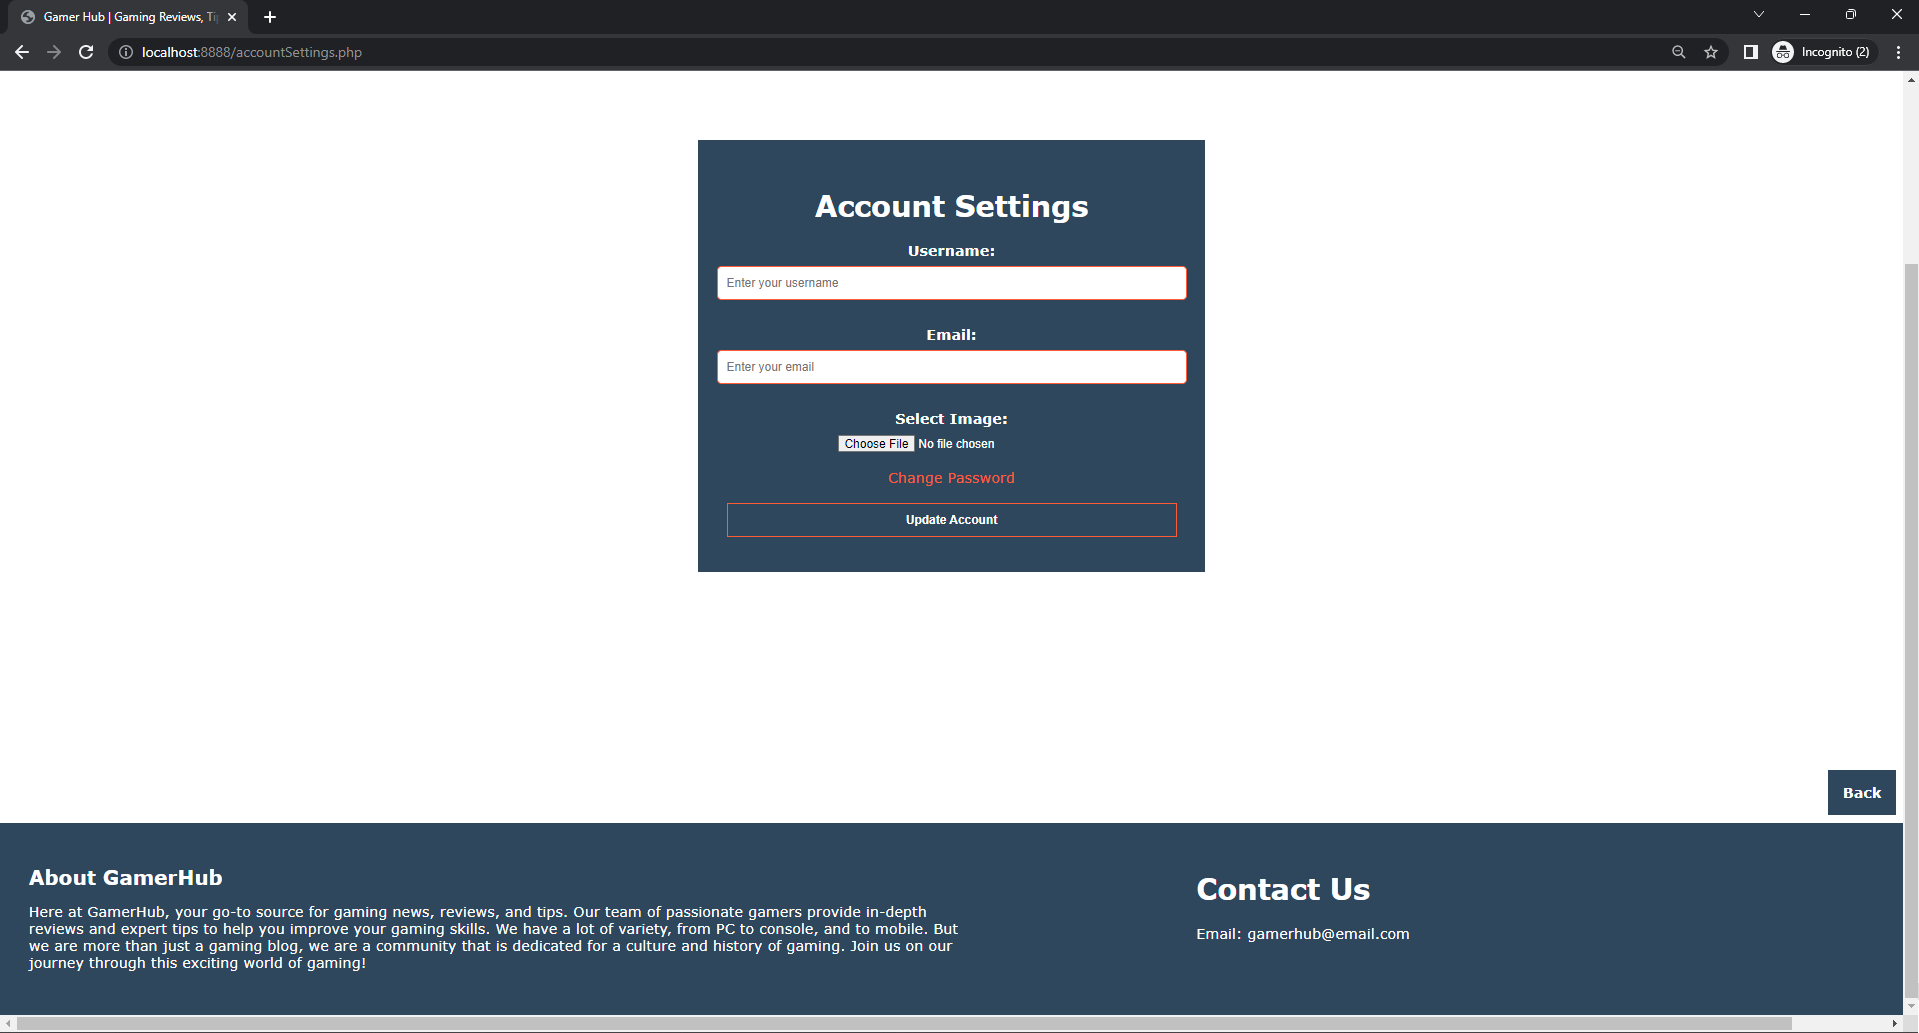 Gamer Hub | Gaming Reviews, Ti
localhost:8888/accountSettings.php
Incognito (2)
Account Settings
Username:
Enter your username
Email:
Enter your email
Select Image:
Choose File No file chosen
Change Password
Update Account
Back
About GamerHub
Here at GamerHub, your go-to source for gaming news, reviews, and tips. Our team of passionate gamers provide in-depth
reviews and expert tips to help you improve your gaming skills. We have a lot of variety, from PC to console, and to mobile. But
we are more than just a gaming blog, we are a community that is dedicated for a culture and history of gaming. Join us on our
journey through this exciting world of gaming!
Contact Us
Email: gamerhub@email.com